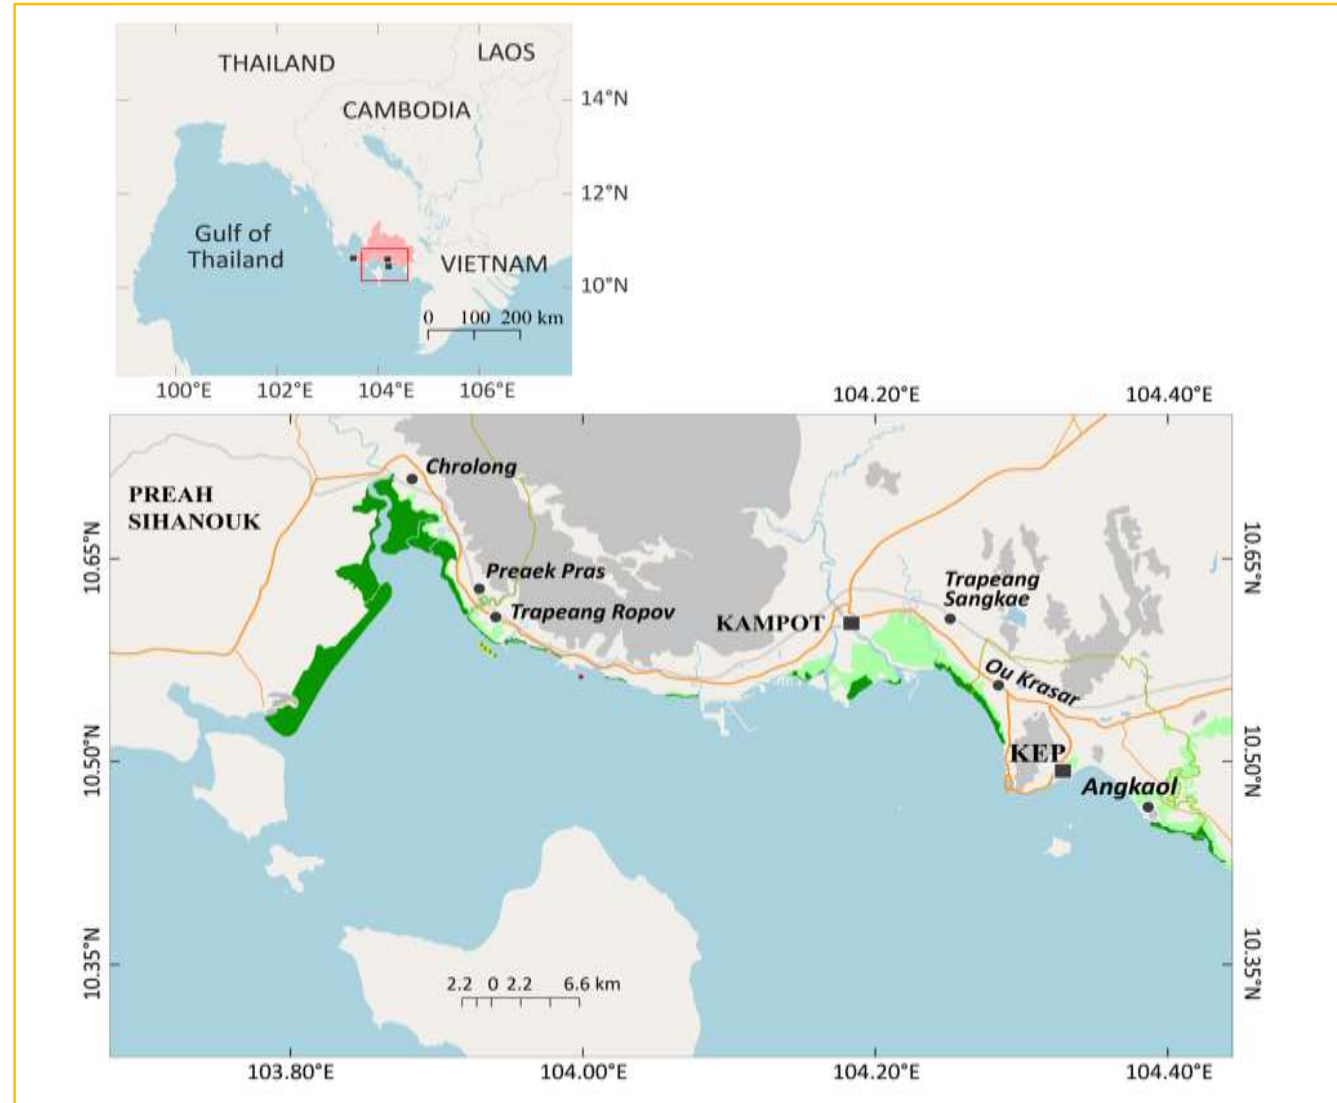 THAILAND
LAOS
CAMBODIA
14°N
12°N
Gulf of
Thailand
VIETNAM
10°N
0 100 200 km
100°E 102°E 104°E 106°E
104.20°E 104.40°E
Chrolong
PREAH
SIHANOUK
10.65°N
10.65°N
Preaek Pras
Trapeang
Sangkae
Trapeang Ropov
KAMPOT
Ou Krasar
10.50°N
10.50°N
KEP
Angkaol
10.35°N
10.35°N
2.2 0 2.2 6.6 km
103.80°E 104.00°E 104.20°E 104.40°E